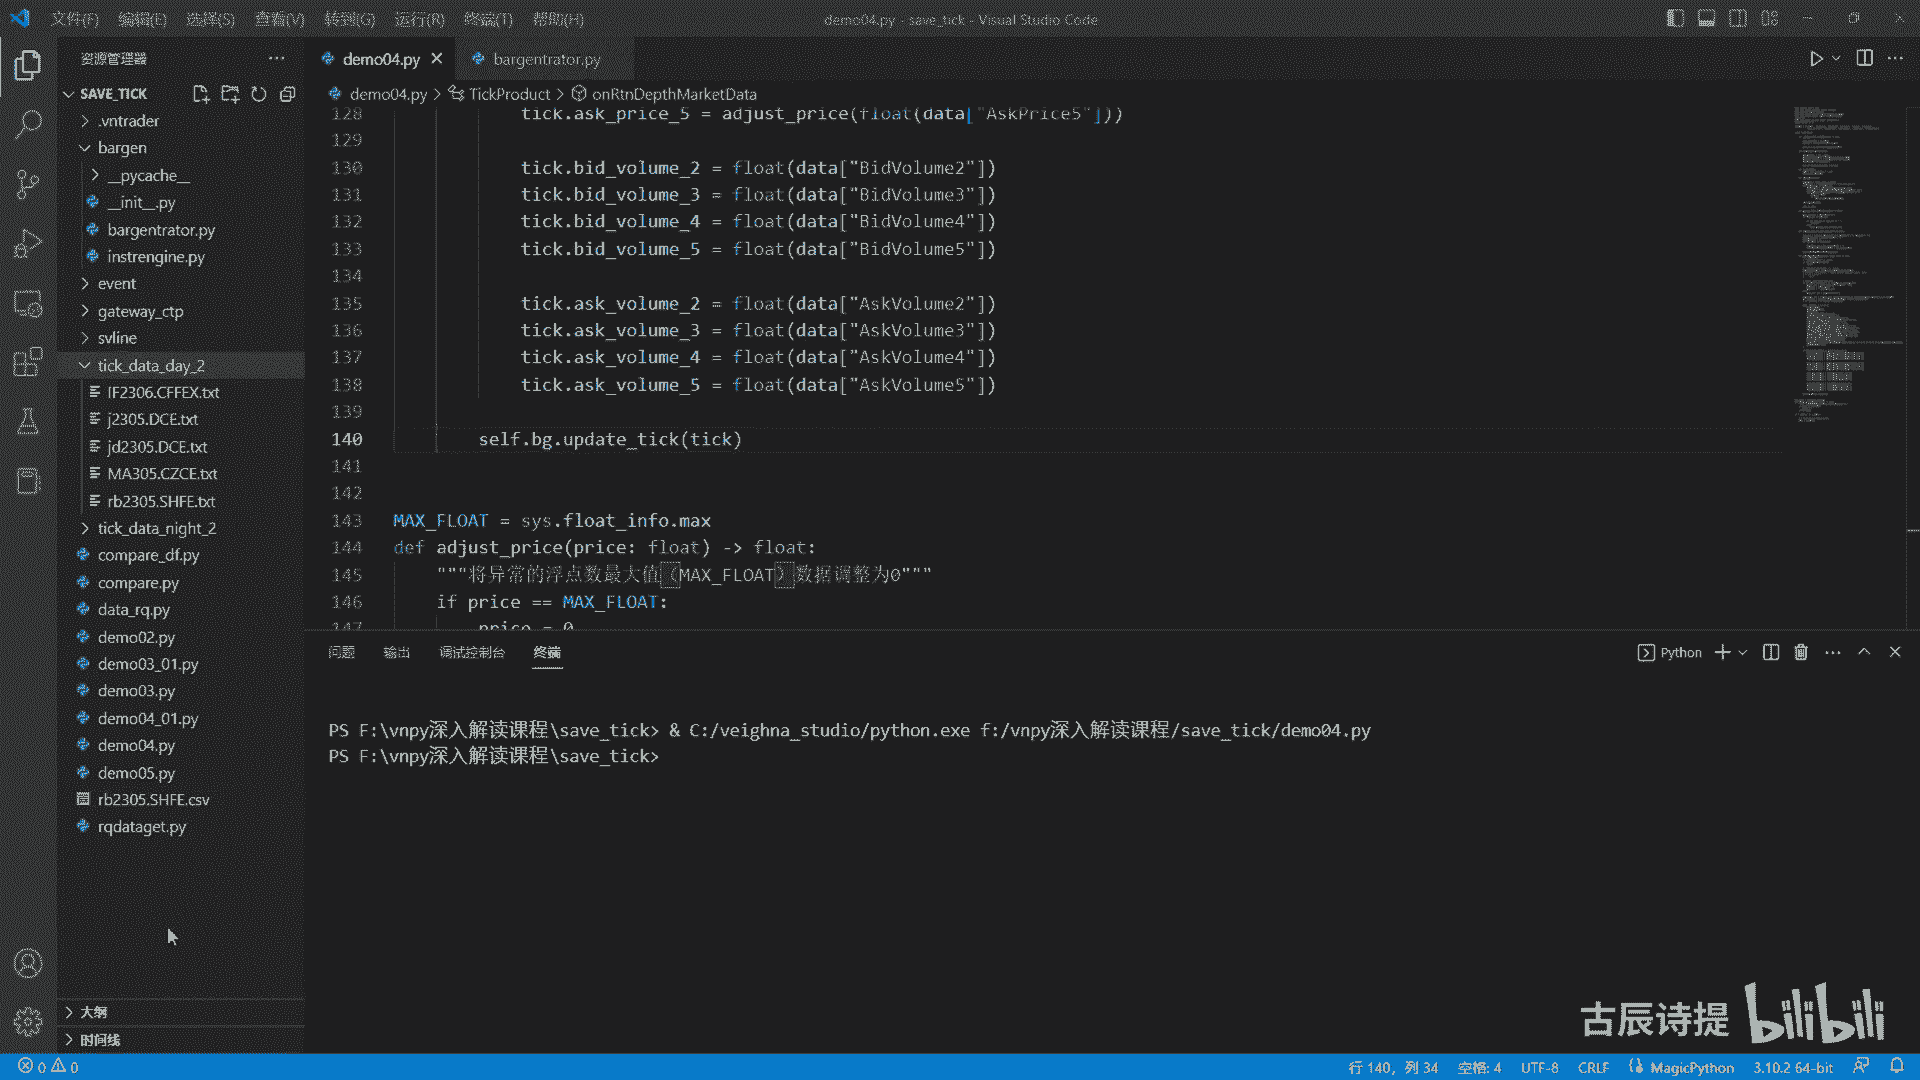 文件(F) 编辑(E) 选择(S) 查看(V) 转到(G) 运行(R) 终端(T) 帮助(H)
demo04.py - save_tick - Visual Studio Code
资源管理器
SAVE_TICK
.vntrader
bargen
__pycache__
__init__.py
bargentrator.py
instrengine.py
event
gateway_ctp
svline
tick_data_day_2
IF2306.CFFEX.txt
j2305.DCE.txt
jd2305.DCE.txt
MA305.CZCE.txt
rb2305.SHFE.txt
tick_data_night_2
compare_df.py
compare.py
data_rq.py
demo02.py
demo03_01.py
demo03.py
demo04_01.py
demo04.py
demo05.py
rb2305.SHFE.csv
rqdataget.py
大纲
时间线
demo04.py
bargentrator.py
demo04.py > TickProduct > onRtnDepthMarketData
128 tick.ask_price_5 = adjust_price(float(data["AskPrice5"]))
129
130 tick.bid_volume_2 = float(data["BidVolume2"])
131 tick.bid_volume_3 = float(data["BidVolume3"])
132 tick.bid_volume_4 = float(data["BidVolume4"])
133 tick.bid_volume_5 = float(data["BidVolume5"])
134
135 tick.ask_volume_2 = float(data["AskVolume2"])
136 tick.ask_volume_3 = float(data["AskVolume3"])
137 tick.ask_volume_4 = float(data["AskVolume4"])
138 tick.ask_volume_5 = float(data["AskVolume5"])
139
140 self.bg.update_tick(tick)
141
142
143 MAX_FLOAT = sys.float_info.max
144 def adjust_price(price: float) -> float:
145 """将异常的浮点数最大值（MAX_FLOAT）数据调整为0"""
146 if price == MAX_FLOAT:
147 price = 0
问题 输出 调试控制台 终端
Python
PS F:\vnpy深入解读课程\save_tick> & C:/veighna_studio/python.exe f:/vnpy深入解读课程/save_tick/demo04.py
PS F:\vnpy深入解读课程\save_tick>
古辰诗提 bilibili
0 0
行 140，列 34 空格: 4 UTF-8 CRLF MagicPython 3.10.2 64-bit